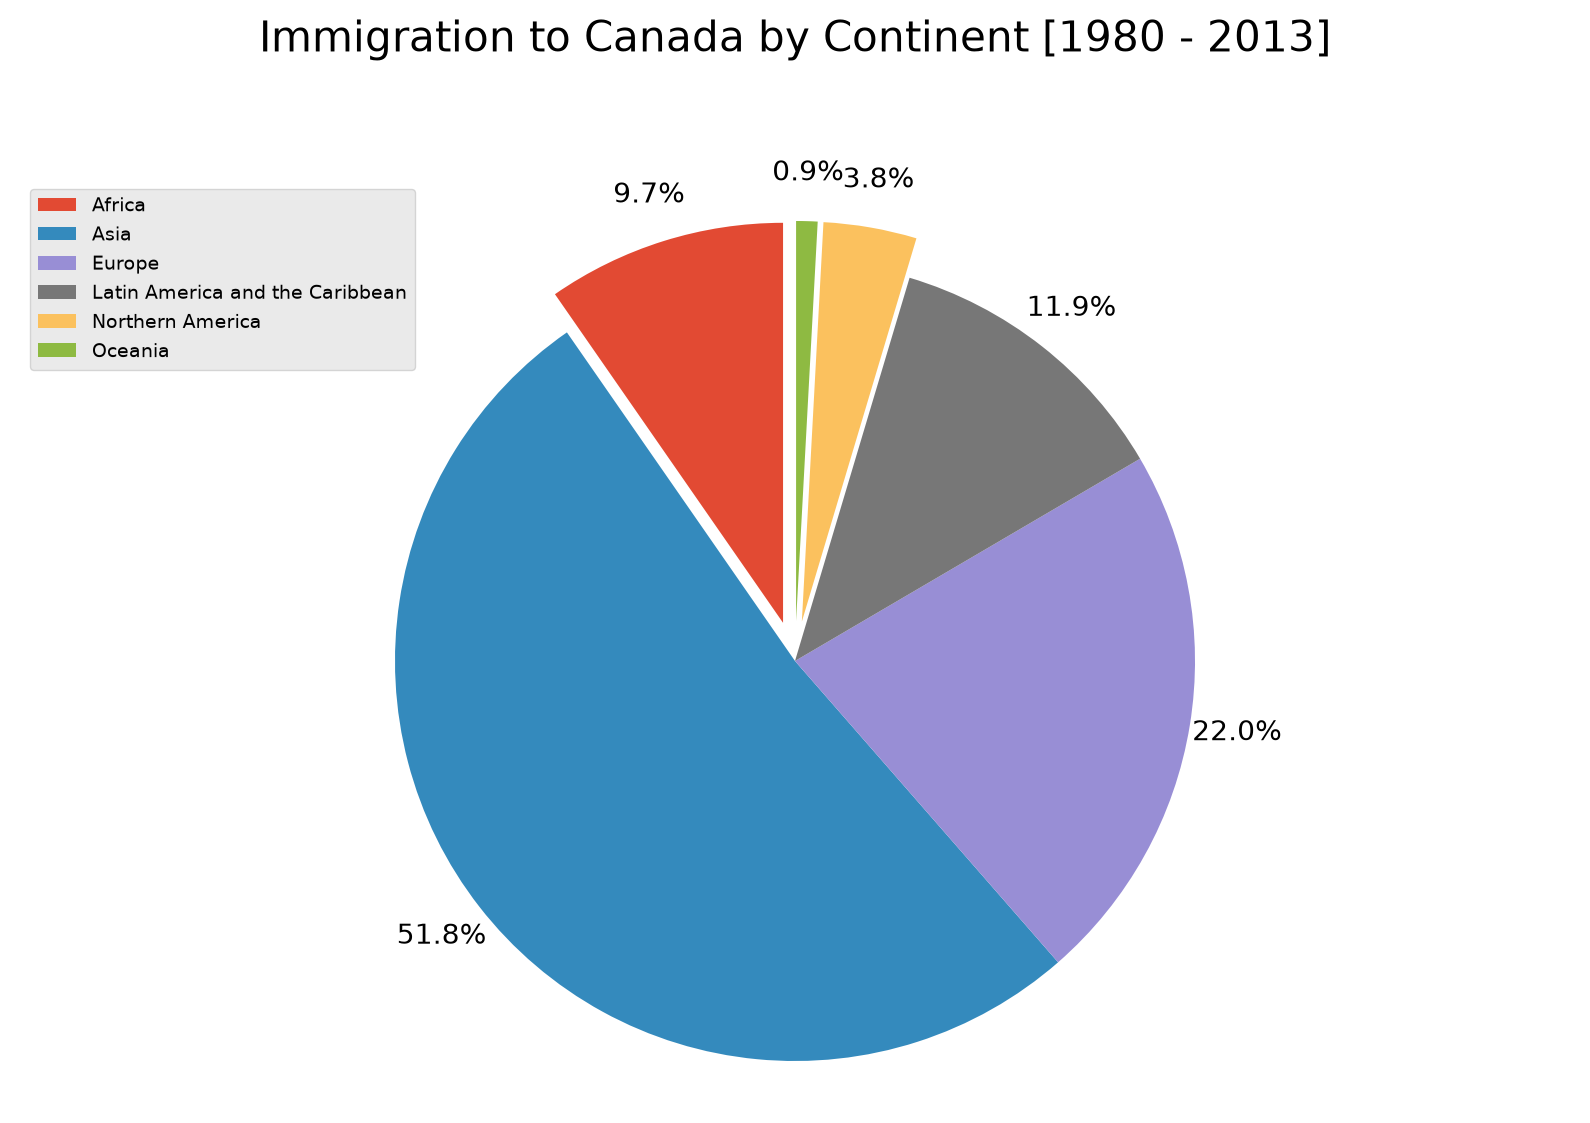 Immigration to Canada by Continent [1980 - 2013]
0.9%
3.8%
9.7%
Africa
Asia
Europe
Latin America and the Caribbean
Northern America
Oceania
11.9%
22.0%
51.8%